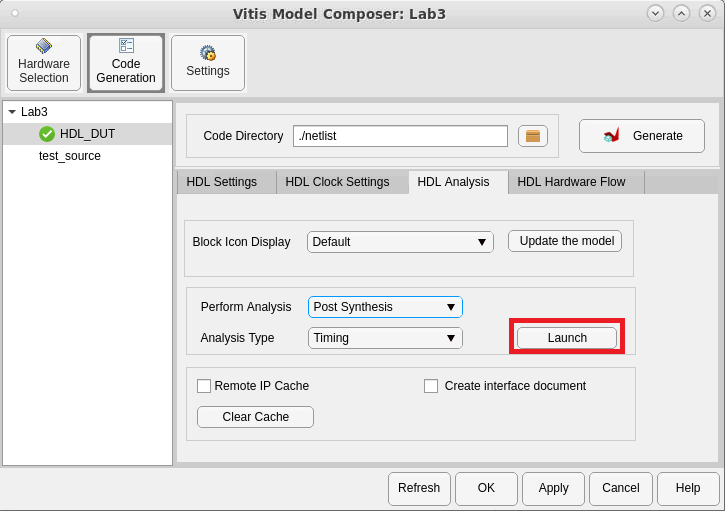 Vitis Model Composer: Lab3
Hardware
Selection
Code
Generation
Settings
Lab3
HDL_DUT
test_source
Code Directory ./netlist Generate
HDL Settings HDL Clock Settings HDL Analysis HDL Hardware Flow
Block Icon Display Default Update the model
Perform Analysis Post Synthesis
Analysis Type Timing Launch
Remote IP Cache Create interface document
Clear Cache
Refresh OK Apply Cancel Help